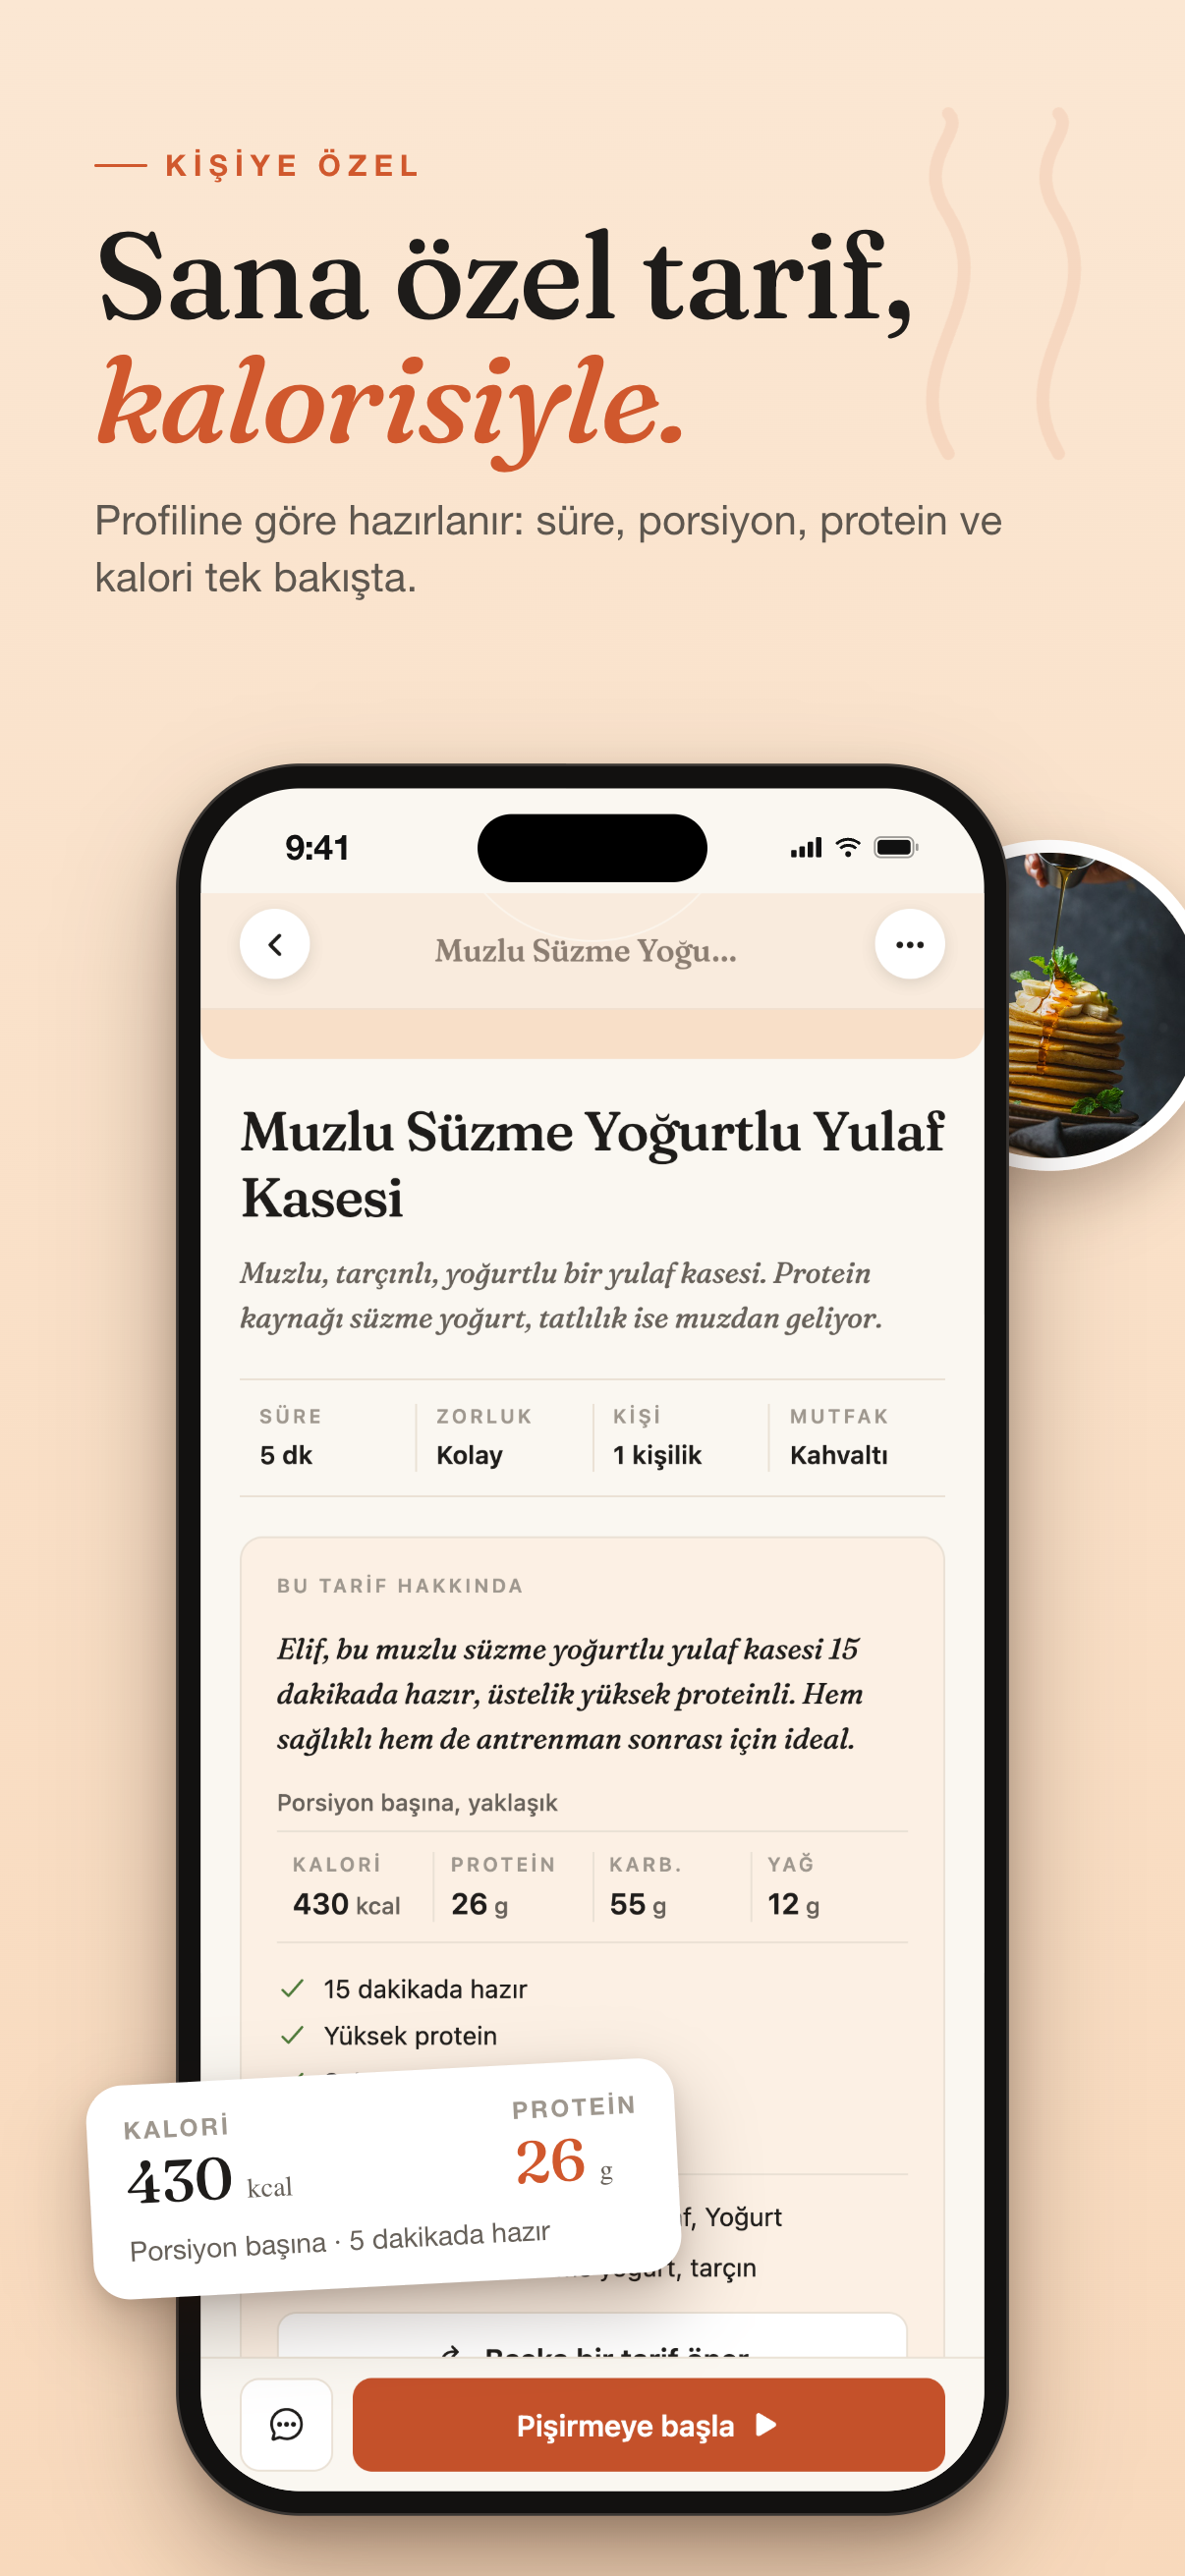 KİŞİYE ÖZEL
Sana özel tarif,
kalorisiyle.
Profiline göre hazırlanır: süre, porsiyon, protein ve
kalori tek bakışta.
9:41
Muzlu Süzme Yoğu...
Muzlu Süzme Yoğurtlu Yulaf
Kasesi
Muzlu, tarçınlı, yoğurtlu bir yulaf kasesi. Protein
kaynağı süzme yoğurt, tatlılık ise muzdan geliyor.
SÜRE ZORLUK KİŞİ MUTFAK
5 dk Kolay 1 kişilik Kahvaltı
BU TARİF HAKKINDA
Elif, bu muzlu süzme yoğurtlu yulaf kasesi 15
dakikada hazır, üstelik yüksek proteinli. Hem
sağlıklı hem de antrenman sonrası için ideal.
Porsiyon başına, yaklaşık
KALORİ PROTEİN KARB. YAĞ
430 kcal 26 g 55 g 12 g
15 dakikada hazır
Yüksek protein
KALORİ PROTEİN
430 kcal 26 g
Porsiyon başına · 5 dakikada hazır
Yoğurt
yoğurt, tarçın
Başka bir tarif öner
Pişirmeye başla